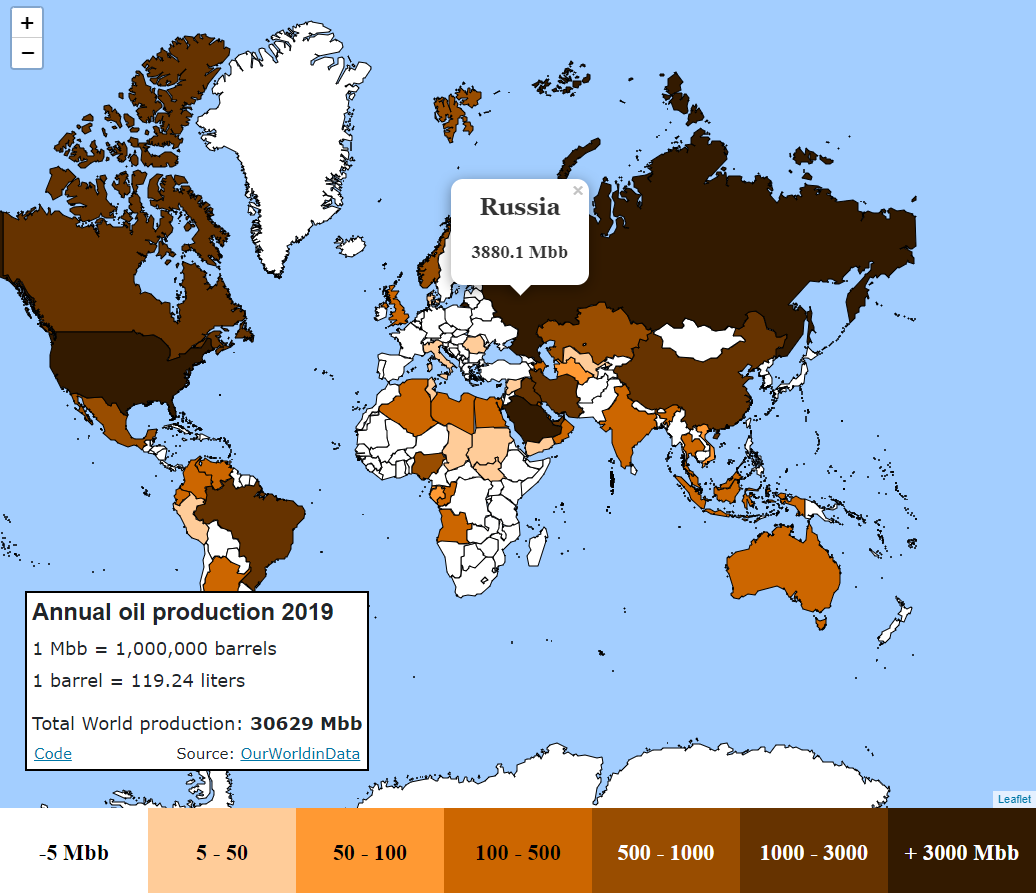 +
−
×
Russia
3880.1 Mbb
Annual oil production 2019
1 Mbb = 1,000,000 barrels
1 barrel = 119.24 liters
Total World production: 30629 Mbb
Code Source: OurWorldinData
Leaflet
-5 Mbb 5 - 50 50 - 100 100 - 500 500 - 1000 1000 - 3000 + 3000 Mbb